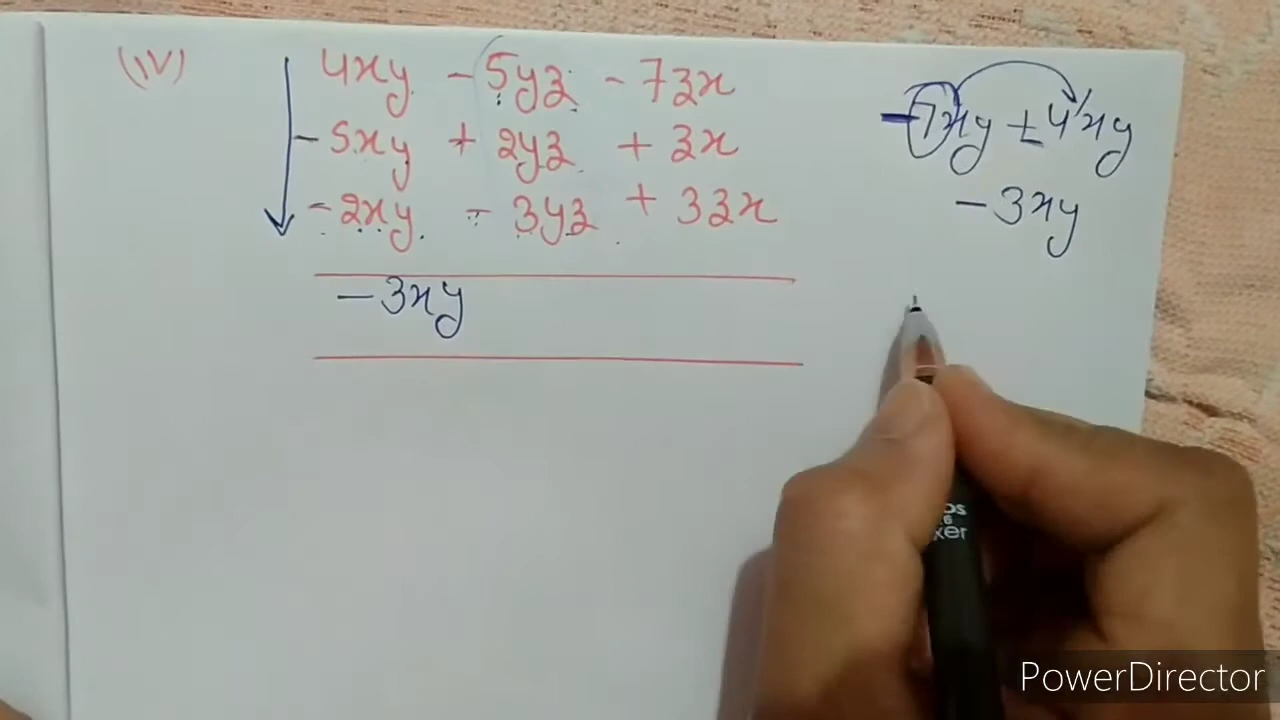 (iv) 4xy - 5yz - 7zx
- 5xy + 2yz + zx
- 2xy - 3yz + 3zx
- 3xy
- 7xy + 4xy
- 3xy
PowerDirector